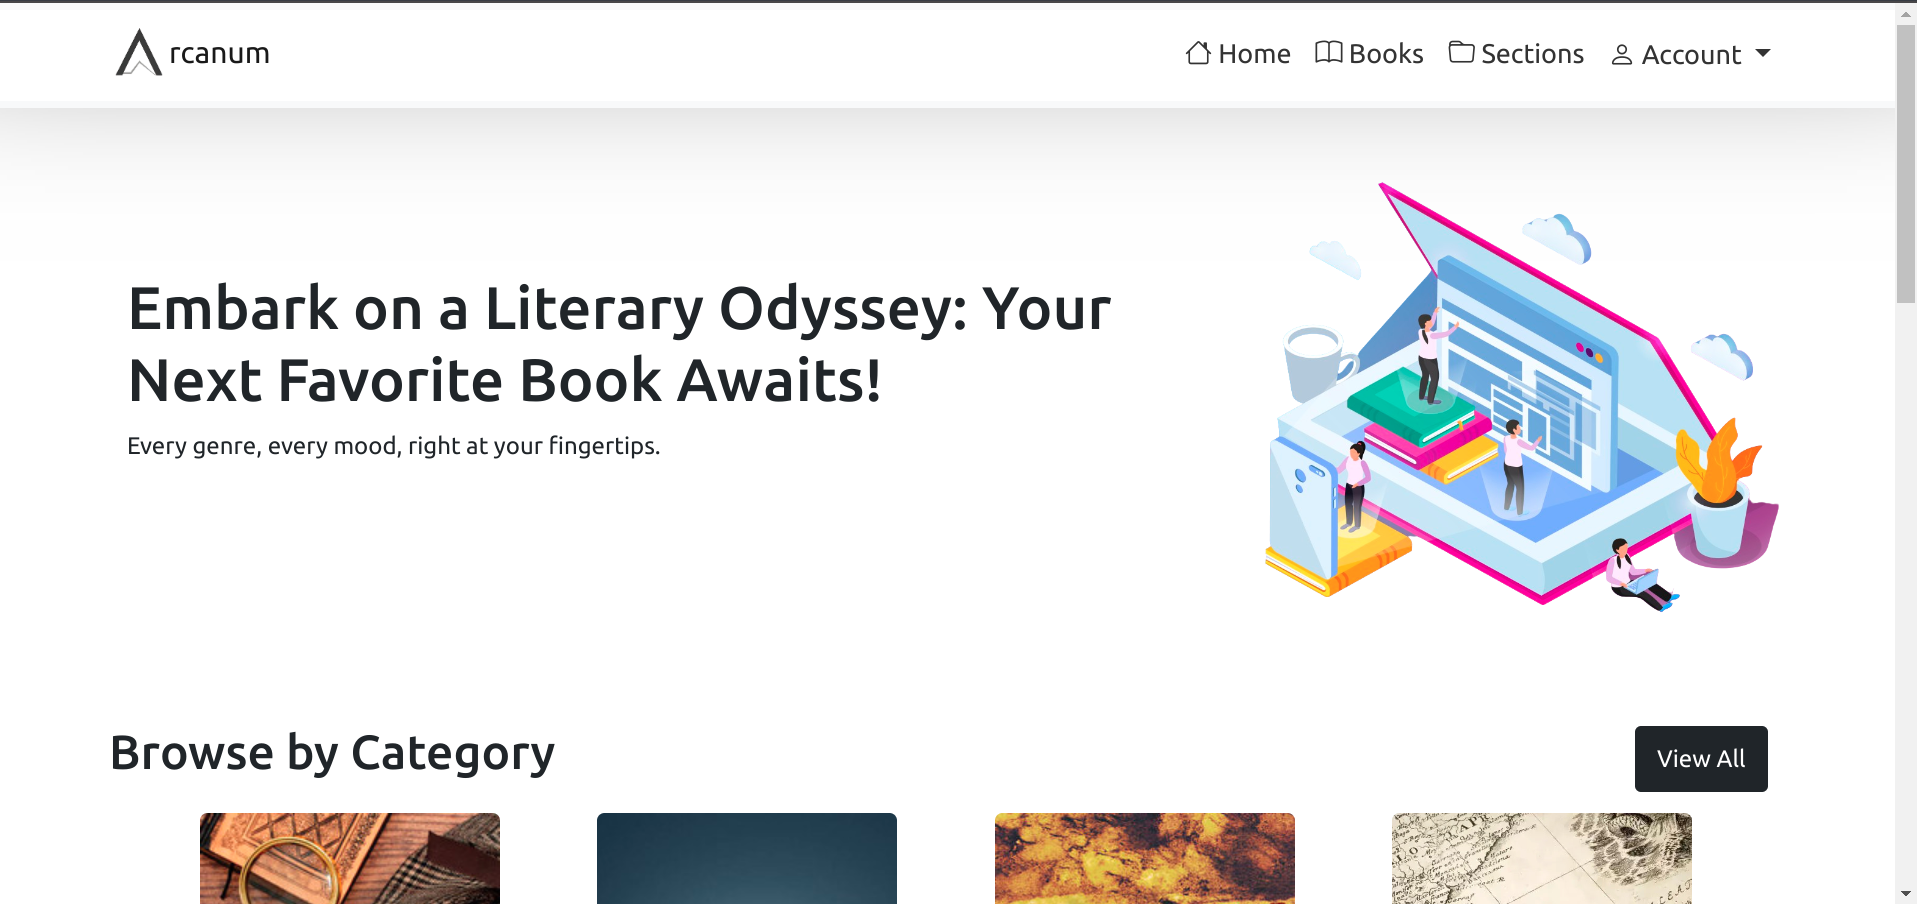 rcanum
Home
Books
Sections
Account
Embark on a Literary Odyssey: Your
Next Favorite Book Awaits!
Every genre, every mood, right at your fingertips.
Browse by Category
View All